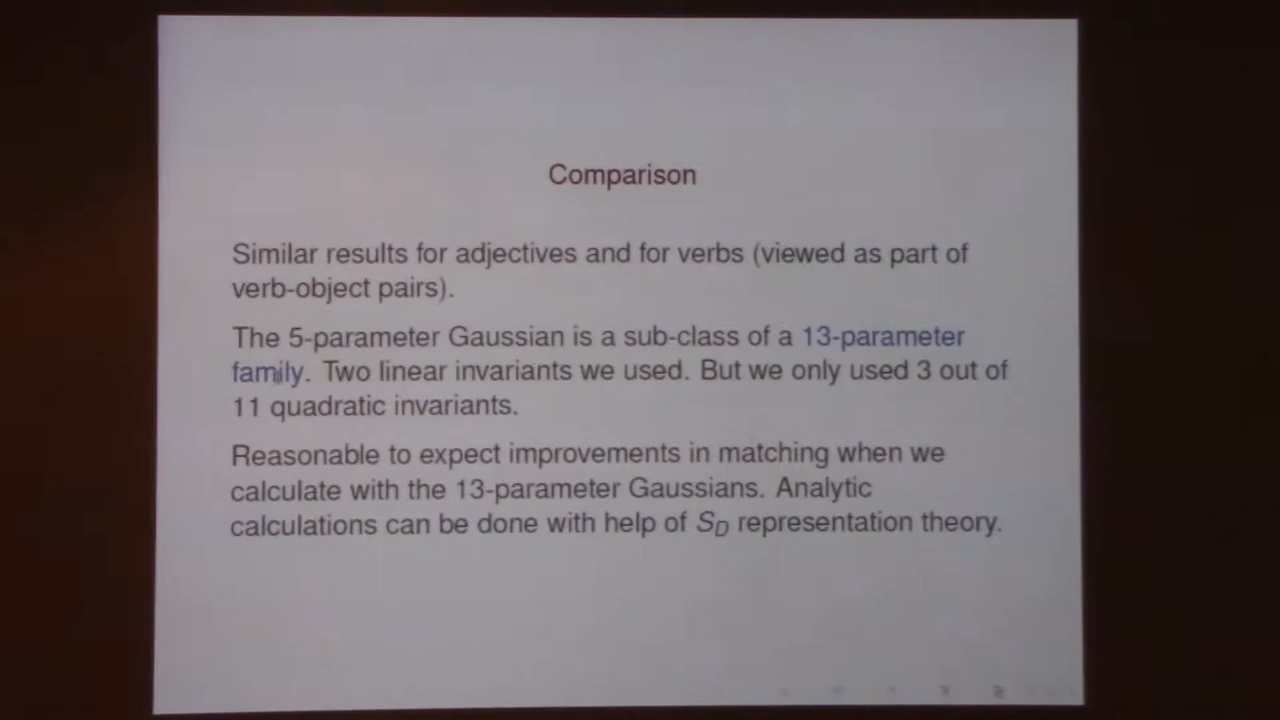 Comparison
Similar results for adjectives and for verbs (viewed as part of
verb-object pairs).
The 5-parameter Gaussian is a sub-class of a 13-parameter
family. Two linear invariants we used. But we only used 3 out of
11 quadratic invariants.
Reasonable to expect improvements in matching when we
calculate with the 13-parameter Gaussians. Analytic
calculations can be done with help of S_D representation theory.